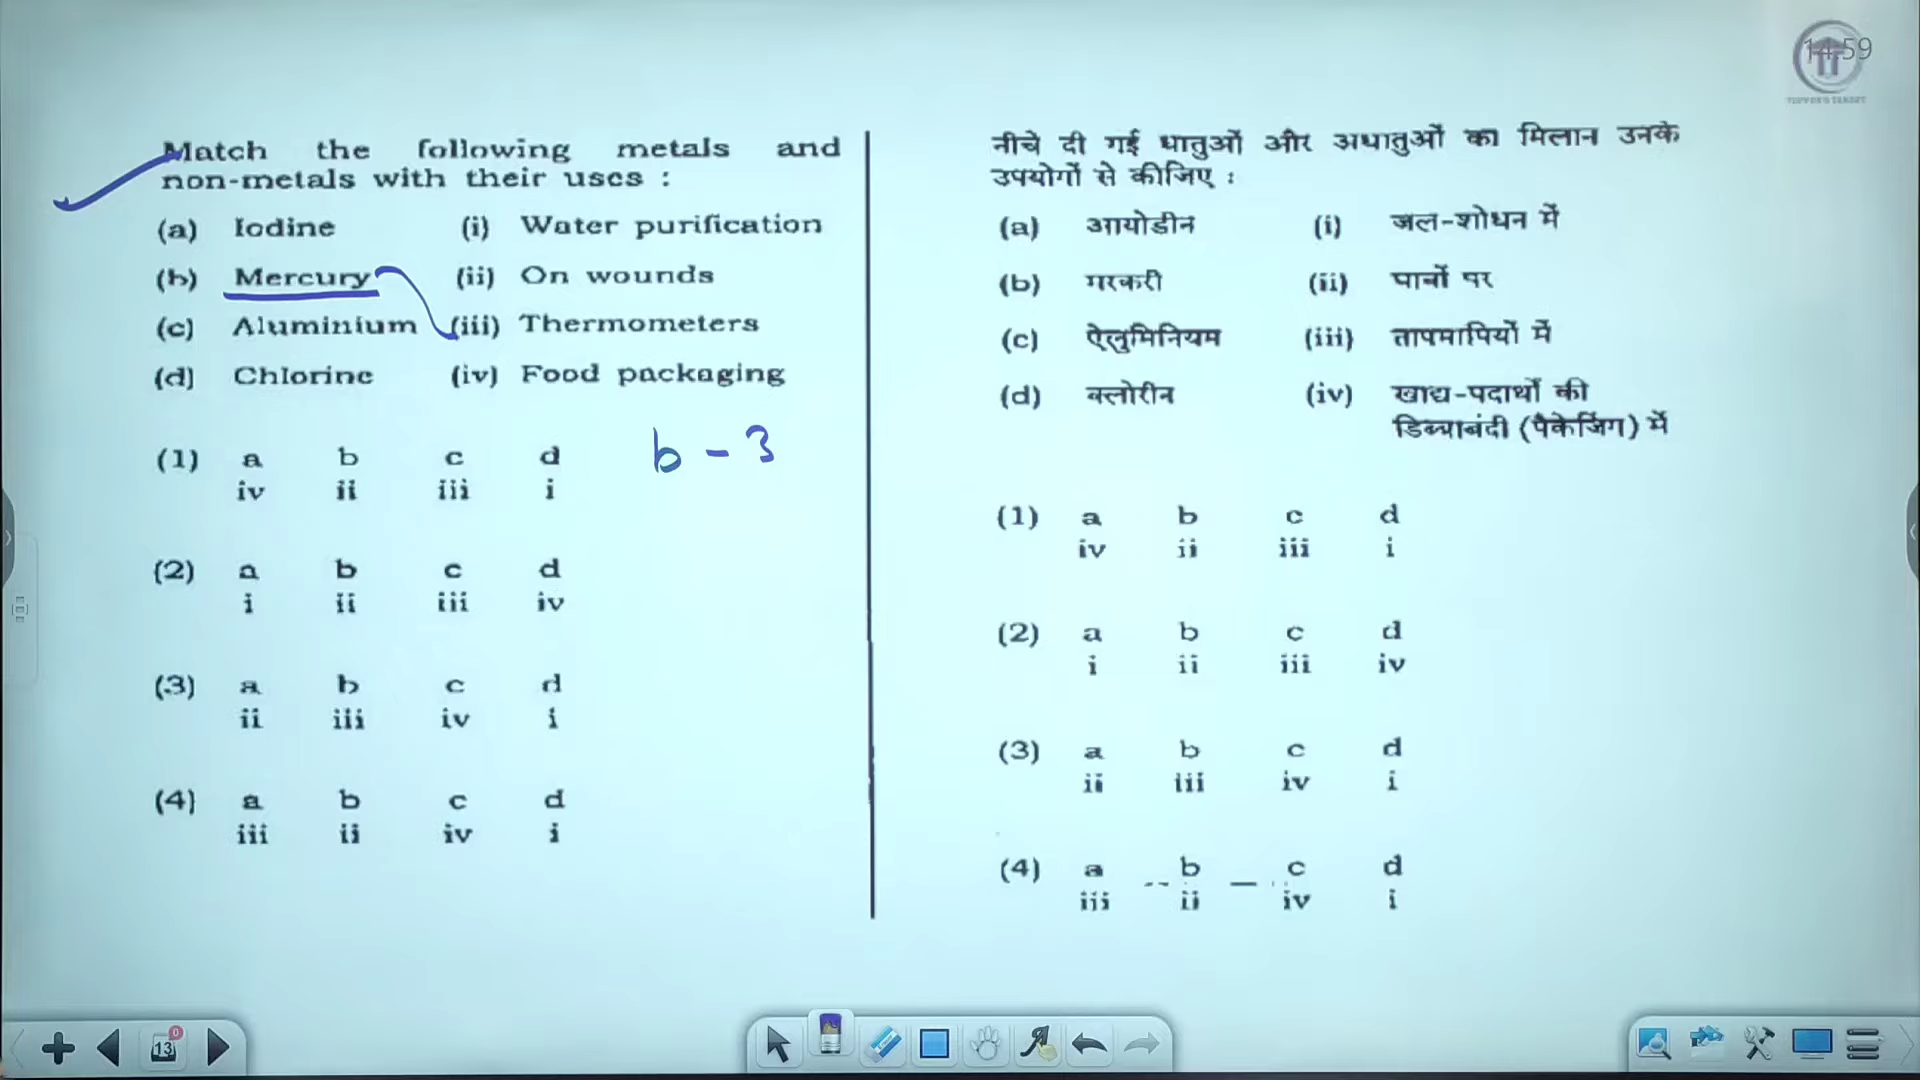 14:59
Match the following metals and
non-metals with their uses :
(a) Iodine (i) Water purification
(b) Mercury (ii) On wounds
(c) Aluminium (iii) Thermometers
(d) Chlorine (iv) Food packaging
b - 3
(1) a b c d
iv ii iii i
(2) a b c d
i ii iii iv
(3) a b c d
ii iii iv i
(4) a b c d
iii ii iv i
नीचे दी गई धातुओं और अधातुओं का मिलान उनके
उपयोगों से कीजिए :
(a) आयोडीन (i) जल-शोधन में
(b) मरकरी (ii) घावों पर
(c) ऐलुमिनियम (iii) तापमापियों में
(d) क्लोरीन (iv) खाद्य-पदार्थों की
डिब्बाबंदी (पैकेजिंग) में
(1) a b c d
iv ii iii i
(2) a b c d
i ii iii iv
(3) a b c d
ii iii iv i
(4) a b c d
iii ii iv i
13
0